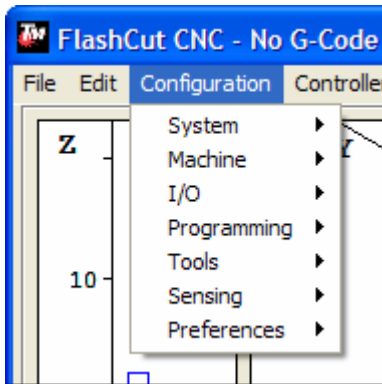 FlashCut CNC - No G-Code
File Edit Configuration Controlle
System
Z
Y
Machine
I/O
Programming
10
Tools
Sensing
Preferences